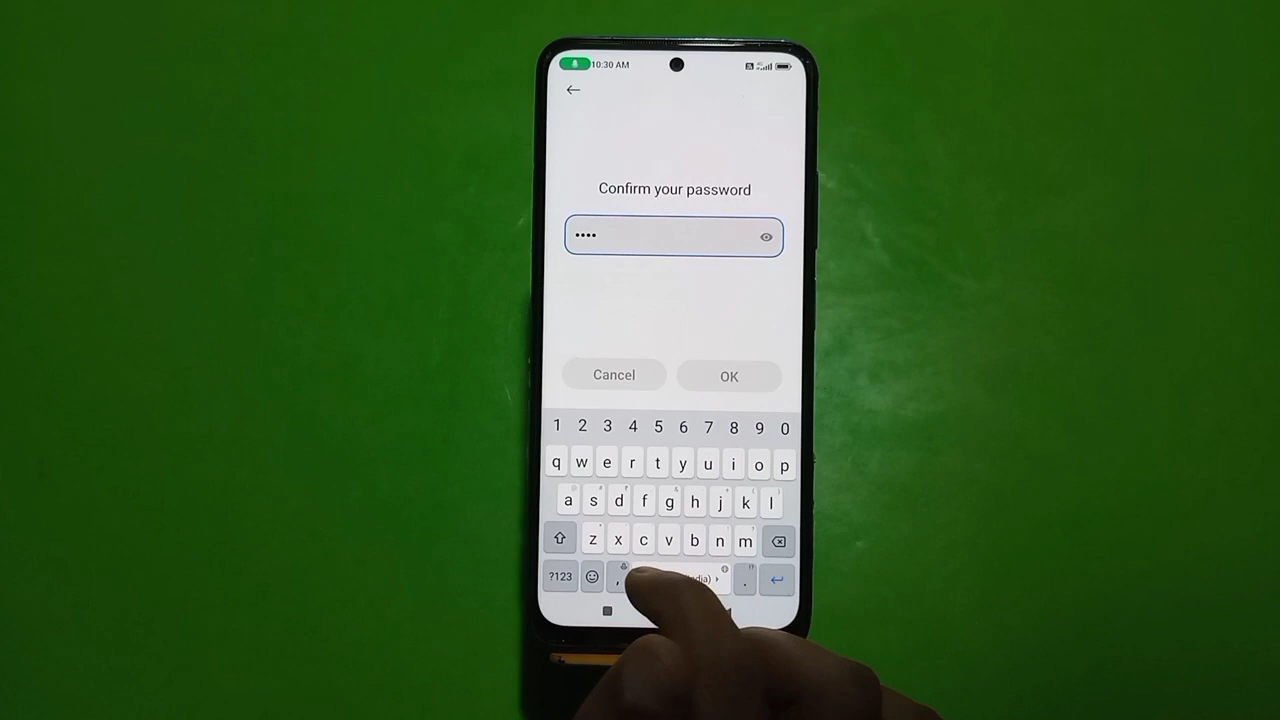 10:30 AM
Confirm your password
••••
Cancel OK
1 2 3 4 5 6 7 8 9 0
q w e r t y u i o p
a s d f g h j k l
z x c v b n m
?123 , .